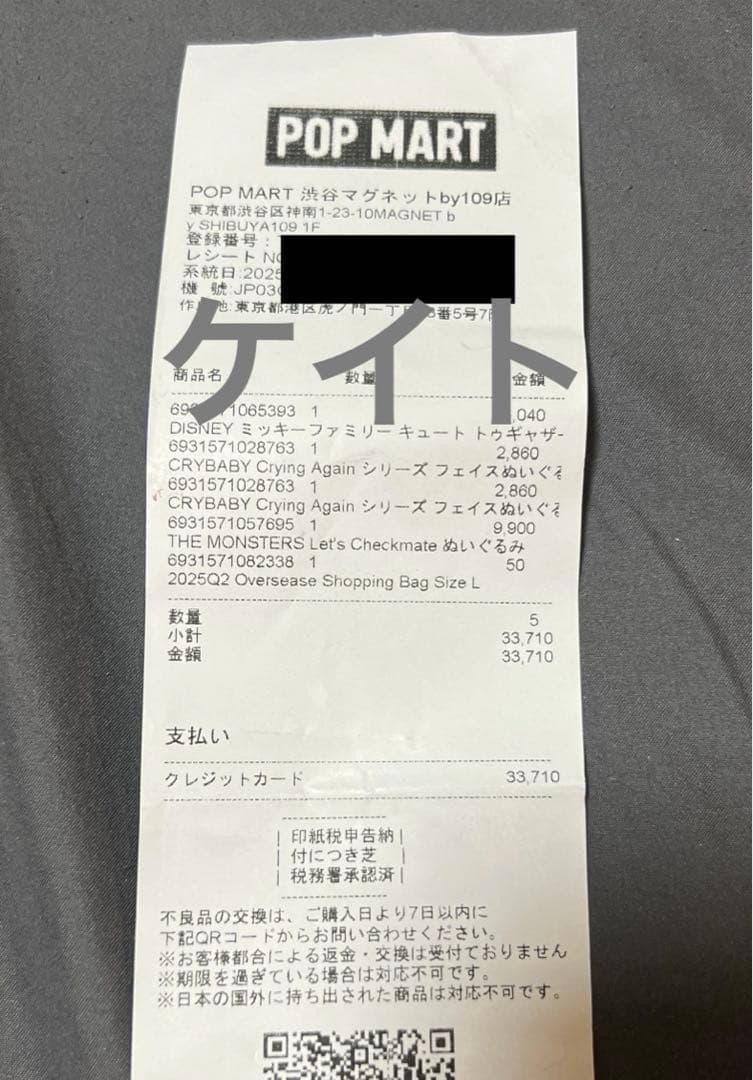 POP MART
POP MART 渋谷マグネットby109店
東京都渋谷区神南1-23-10MAGNET b
y SHIBUYA109 1F
登録番号:
レシート
系統日:2025
機 號:JP03
東京都港区虎ノ門一丁目3番5号
ケイト
商品名 数量 金額
1065393 1 ,040
DISNEY ミッキーファミリー キュート トゥギャザー
6931571028763 1 2,860
CRYBABY Crying Again シリーズ フェイスぬいぐる
6931571028763 1 2,860
CRYBABY Crying Again シリーズ フェイスぬいぐる
6931571057695 1 9,900
THE MONSTERS Let's Checkmate ぬいぐるみ
6931571082338 1 50
2025Q2 Oversease Shopping Bag Size L
数量 5
小計 33,710
金額 33,710
支払い
クレジットカード 33,710
印紙税申告納
付につき芝
税務署承認済
不良品の交換は、ご購入日より7日以内に
下記QRコードからお問い合わせください。
※お客様都合による返金・交換は受付ておりません
※期限を過ぎている場合は対応不可です。
※日本の国外に持ち出された商品は対応不可です。